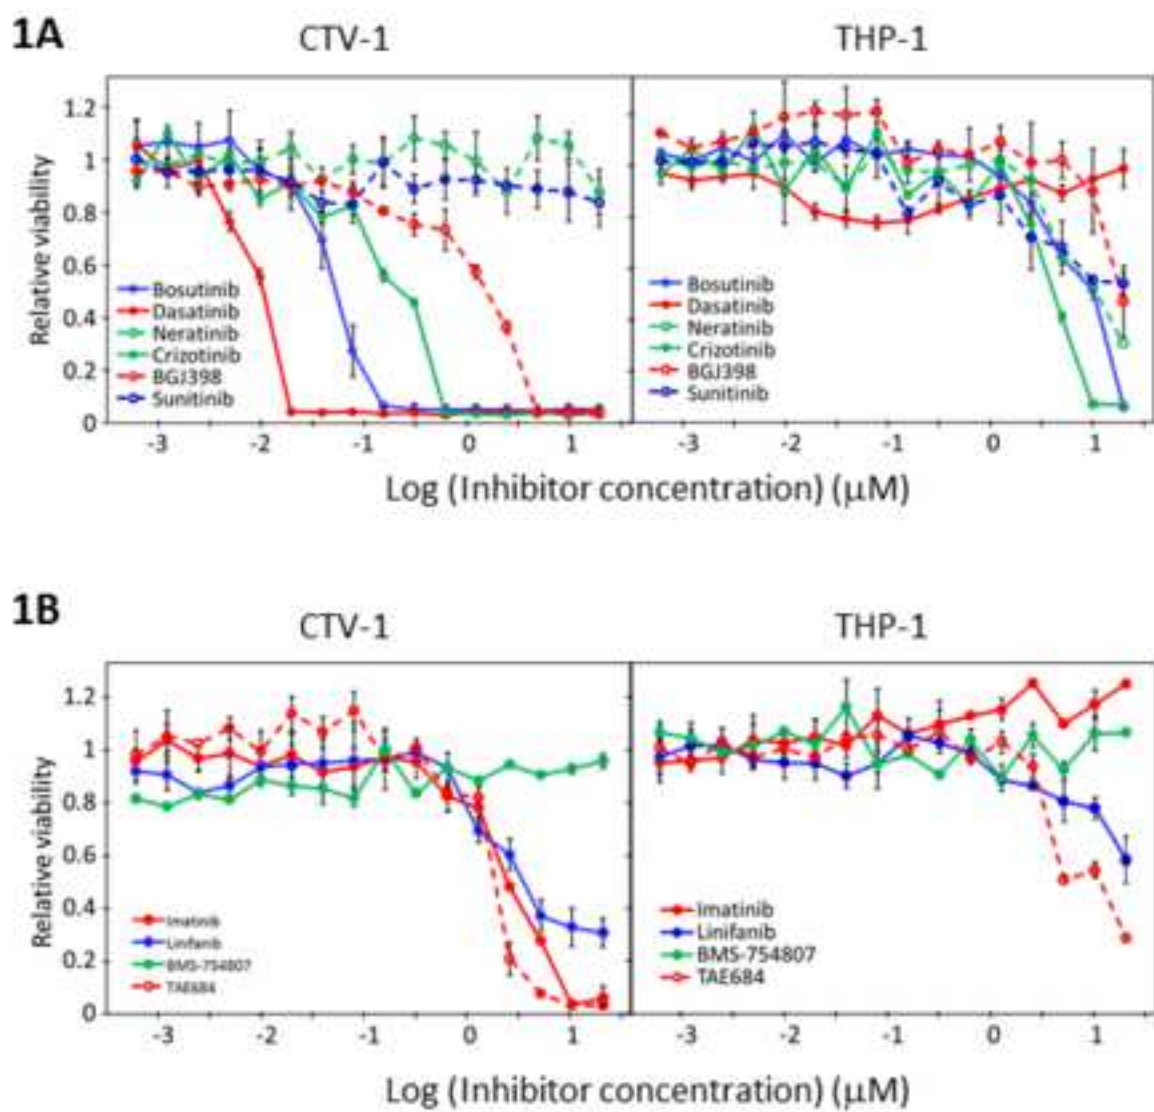 1A
CTV-1
THP-1
Relative viability
1.2
1
0.8
0.6
0.4
0.2
0
Bosutinib
Dasatinib
Neratinib
Crizotinib
BGJ398
Sunitinib
Bosutinib
Dasatinib
Neratinib
Crizotinib
BGJ398
Sunitinib
-3 -2 -1 0 1 -3 -2 -1 0 1
Log (Inhibitor concentration) (μM)
1B
CTV-1
THP-1
Relative viability
1.2
1
0.8
0.6
0.4
0.2
0
Imatinib
Linifanib
BMS-754807
TAE684
Imatinib
Linifanib
BMS-754807
TAE684
-3 -2 -1 0 1 -3 -2 -1 0 1
Log (Inhibitor concentration) (μM)